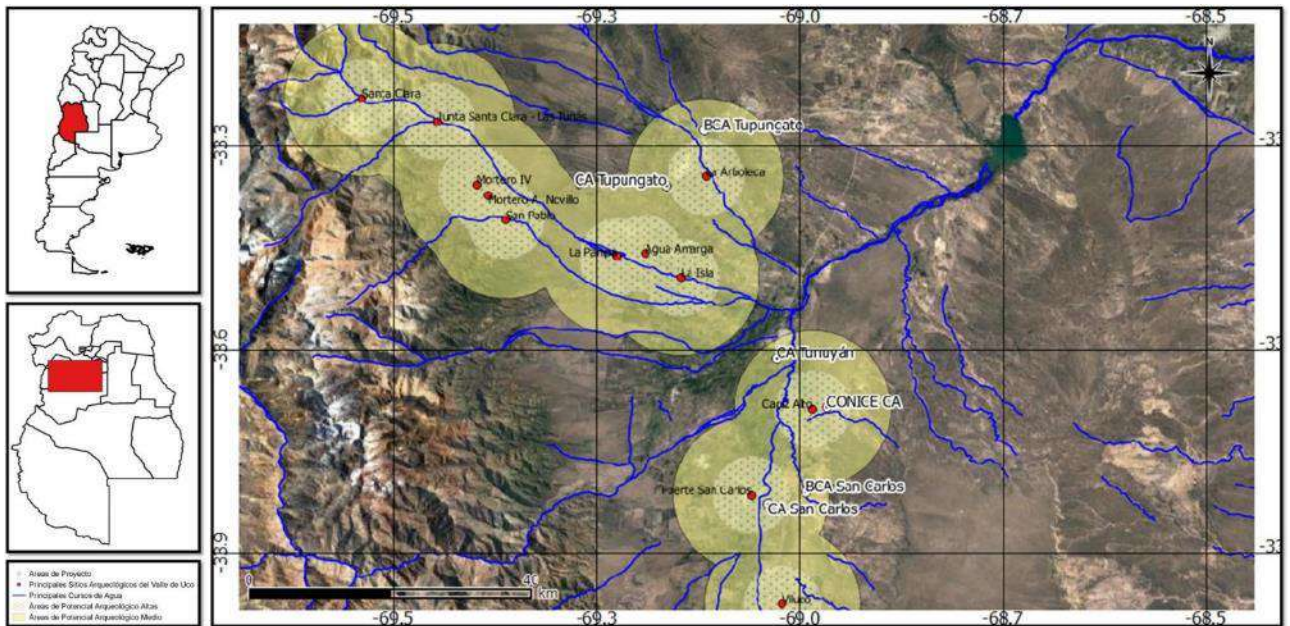 -69.5
-69.3
-69.0
-68.7
-68.5
N
Santa Clara
Junta Santa Clara - Las Tunas
BCA Tupungato
-33.3
-33
CA Tupungato
La Arboleda
Mortero IV
Mortero A. Novillo
San Pablo
La Pampa
Agua Amarga
La Isla
-33.6
CA Tunuyán
Capiz Alto
CONICE CA
Fuerte San Carlos
BCA San Carlos
CA San Carlos
-33.9
Viluco
0
40
km
-69.5
-69.3
-69.0
-68.7
-68.5
Areas de Proyecto
Principales Sitios Arqueológicos del Valle de Uco
Principales Cursos de Agua
Áreas de Potencial Arqueológico Altas
Áreas de Potencial Arqueológico Medio